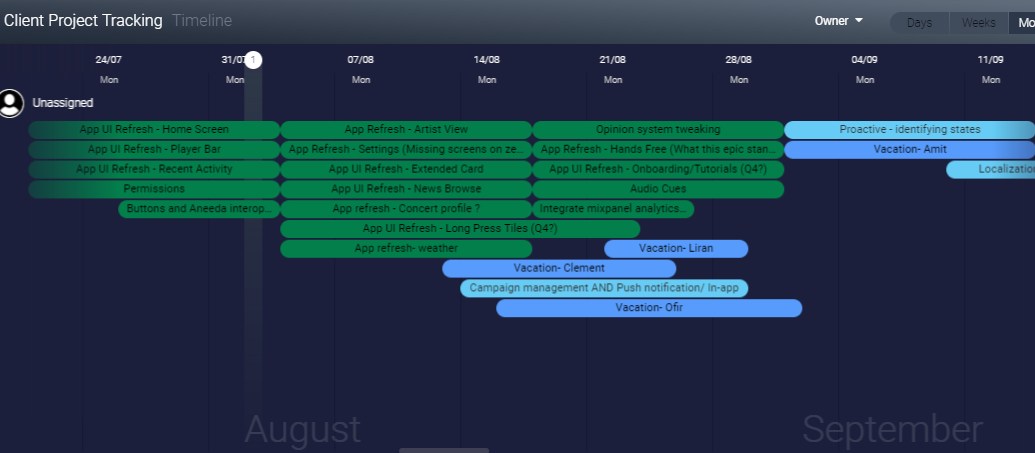 Client Project Tracking Timeline
Owner Days Weeks Mo
24/07 31/07 1 07/08 14/08 21/08 28/08 04/09 11/09
Mon Mon Mon Mon Mon Mon Mon Mon
Unassigned
App UI Refresh - Home Screen App Refresh - Artist View Opinion system tweaking Proactive - identifying states
App UI Refresh - Player Bar App Refresh - Settings (Missing screens on ze... App Refresh - Hands Free (What this epic stan... Vacation- Amit
App UI Refresh - Recent Activity App UI Refresh - Extended Card App UI Refresh - Onboarding/Tutorials (Q4?) Localization
Permissions App UI Refresh - News Browse Audio Cues
Buttons and Aneeda interop... App refresh - Concert profile ? Integrate mixpanel analytics...
App UI Refresh - Long Press Tiles (Q4?)
App refresh- weather Vacation- Liran
Vacation- Clement
Campaign management AND Push notification/ In-app
Vacation- Ofir
August September